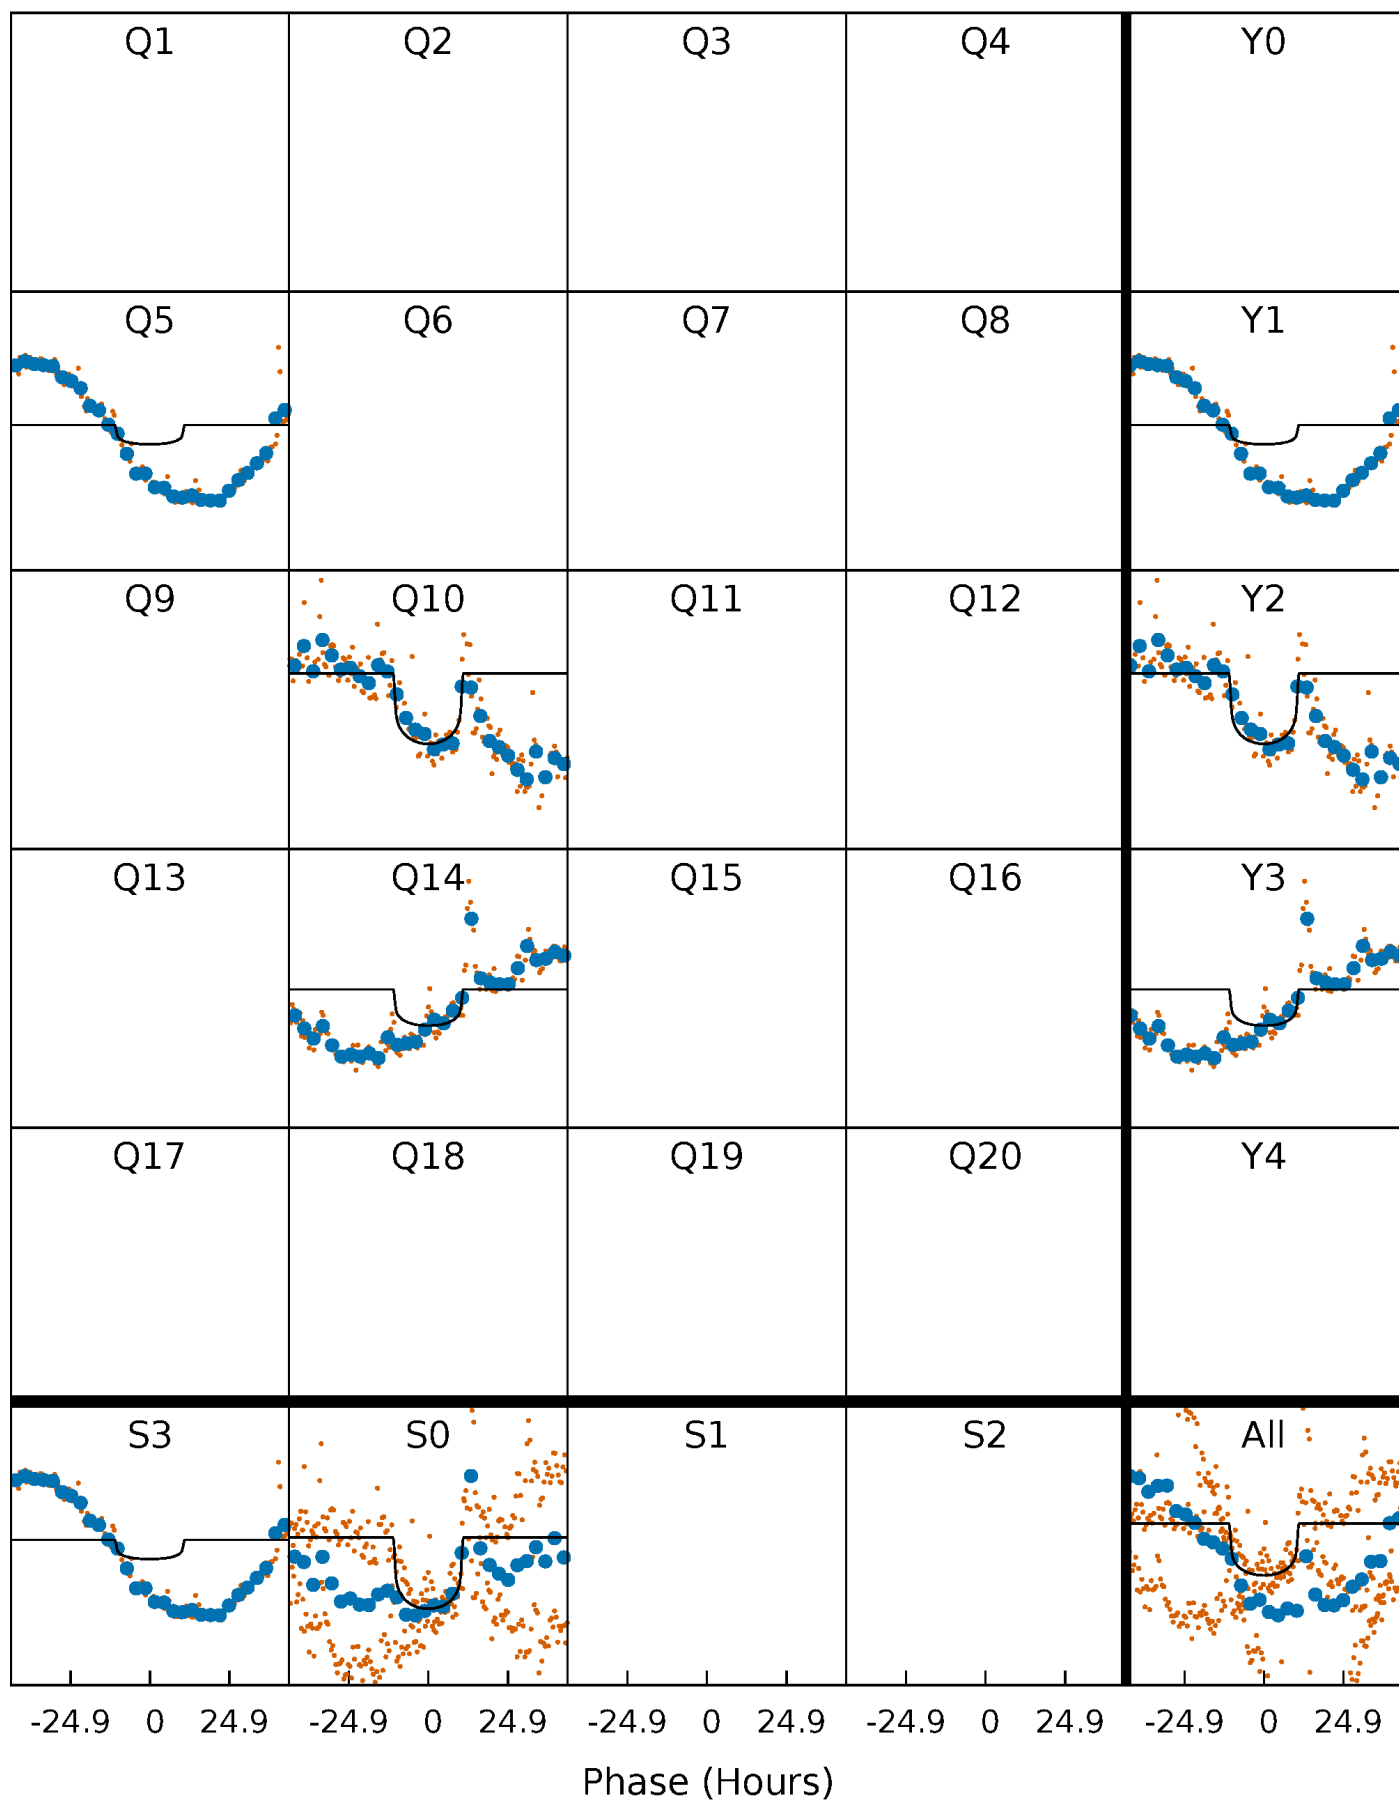 Q1 Q2 Q3 Q4 Y0
Q5 Q6 Q7 Q8 Y1
Q9 Q10 Q11 Q12 Y2
Q13 Q14 Q15 Q16 Y3
Q17 Q18 Q19 Q20 Y4
S3 S0 S1 S2 All
-24.9 0 24.9 -24.9 0 24.9 -24.9 0 24.9 -24.9 0 24.9 -24.9 0 24.9
Phase (Hours)